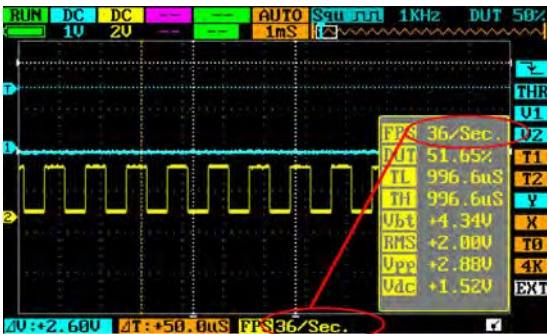 RUN DC DC -- -- AUTO Squ 1KHz DUT 50%
1V 2V -- -- 1mS
T
THR
V1
1
FPS 36/Sec.
V2
DUT 51.65%
T1
TL 996.6uS
T2
TH 996.6uS
Y
2
Vbt +4.34V
X
RMS +2.00V
T0
Vpp +2.88V
4K
Vdc +1.52V
EXT
⊿V:+2.60V ⊿T:+50.0uS FPS 36/Sec.